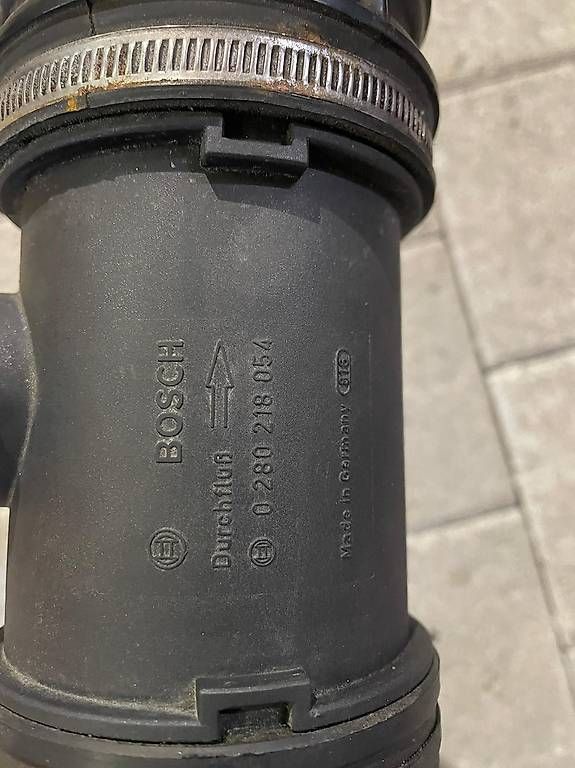 BOSCH
Durchfluß
0 280 218 054
Made in Germany